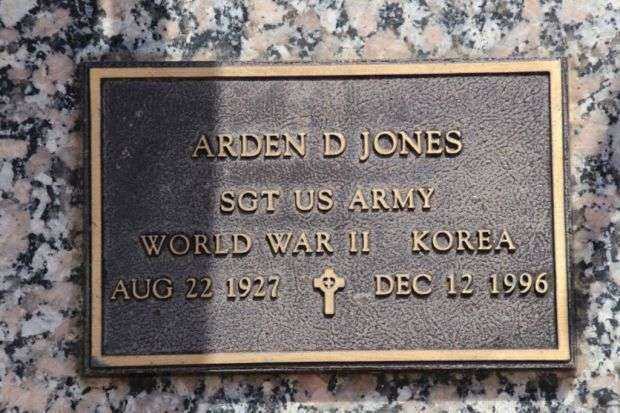 ARDEN D JONES
SGT US ARMY
WORLD WAR II KOREA
AUG 22 1927 DEC 12 1996